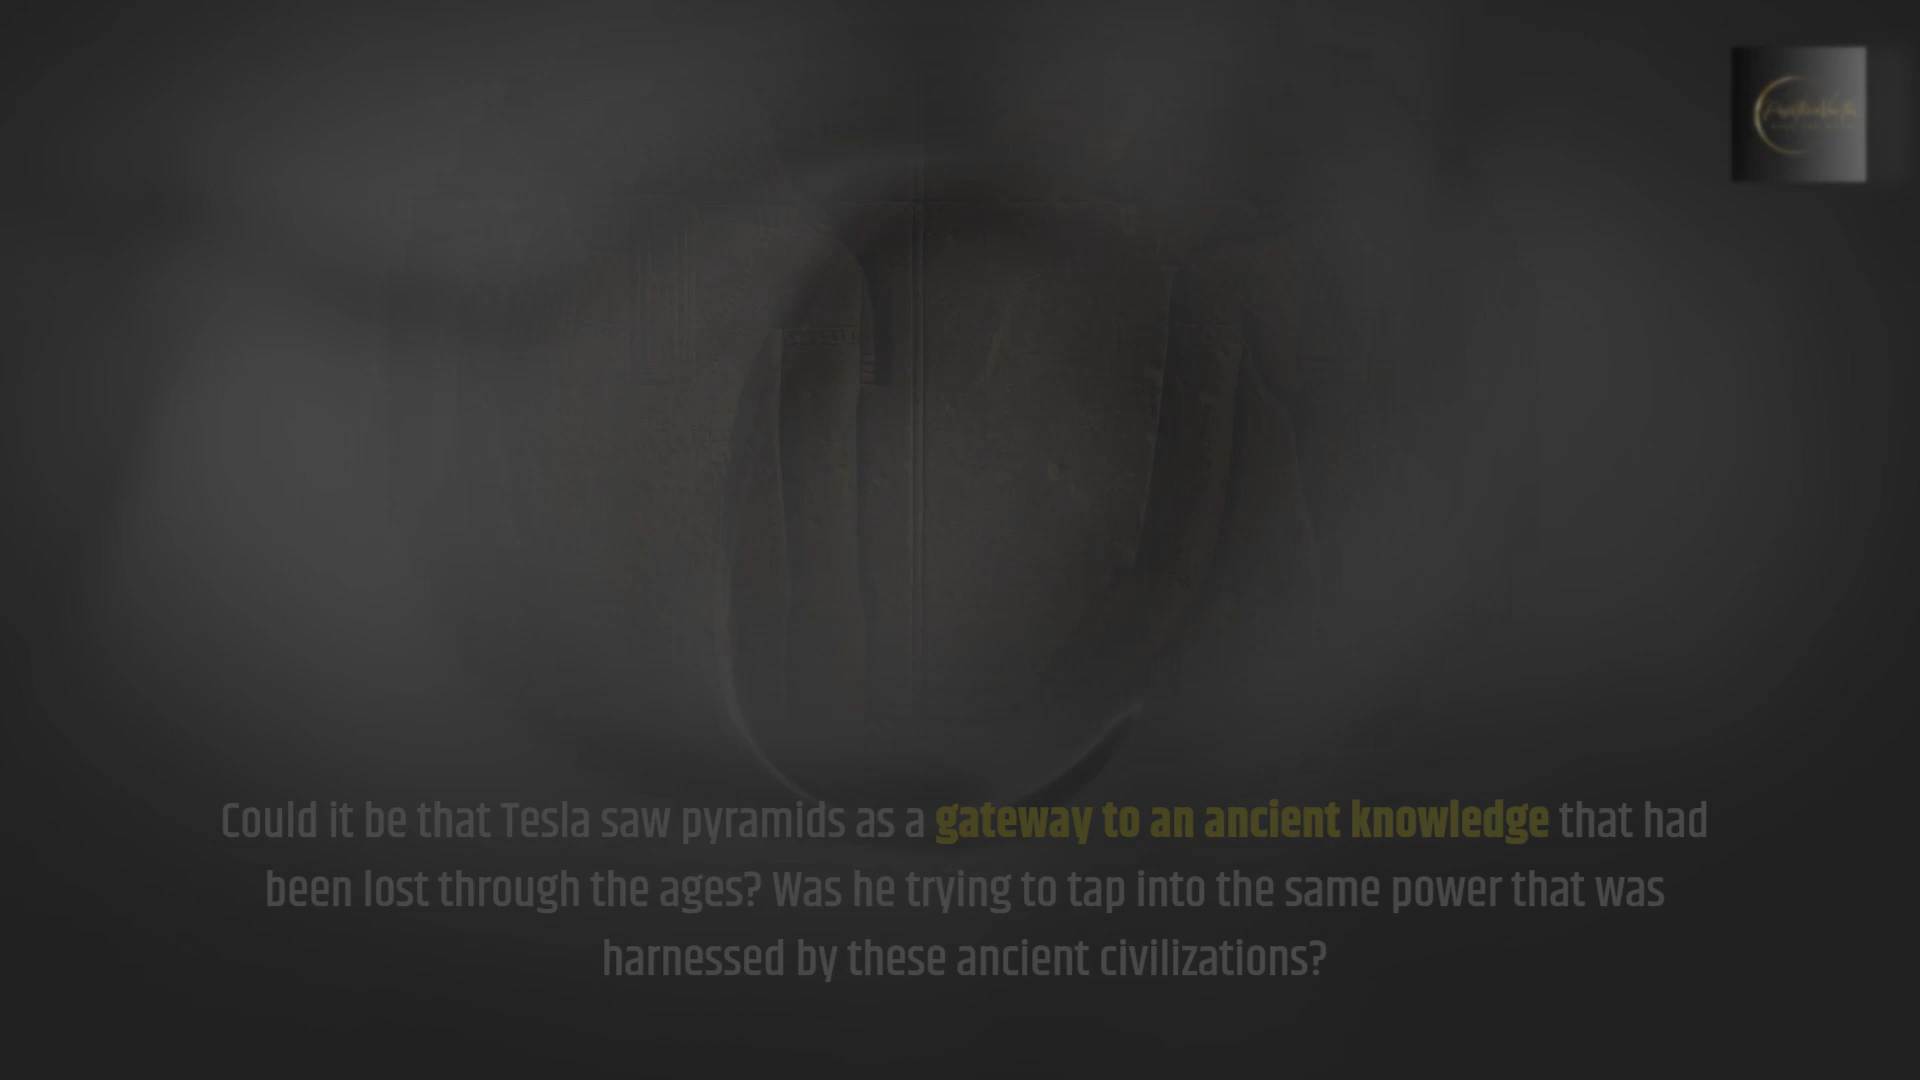 Could it be that Tesla saw pyramids as a gateway to an ancient knowledge that had
been lost through the ages? Was he trying to tap into the same power that was
harnessed by these ancient civilizations?